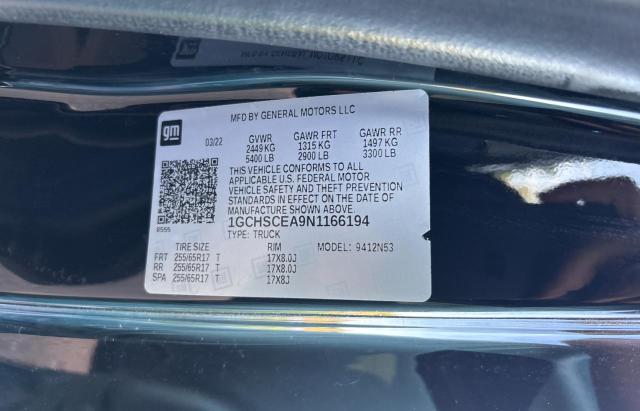 MFD BY GENERAL MOTORS LLC
gm
03/22 GVWR GAWR FRT GAWR RR
2449 KG 1315 KG 1497 KG
5400 LB 2900 LB 3300 LB
THIS VEHICLE CONFORMS TO ALL
APPLICABLE U.S. FEDERAL MOTOR
VEHICLE SAFETY AND THEFT PREVENTION
STANDARDS IN EFFECT ON THE DATE OF
MANUFACTURE SHOWN ABOVE.
8555 1GCHSCEA9N1166194
TYPE: TRUCK MODEL: 9412N53
TIRE SIZE RIM
FRT 255/65R17 T 17X8.0J
RR 255/65R17 T 17X8.0J
SPA 255/65R17 T 17X8J